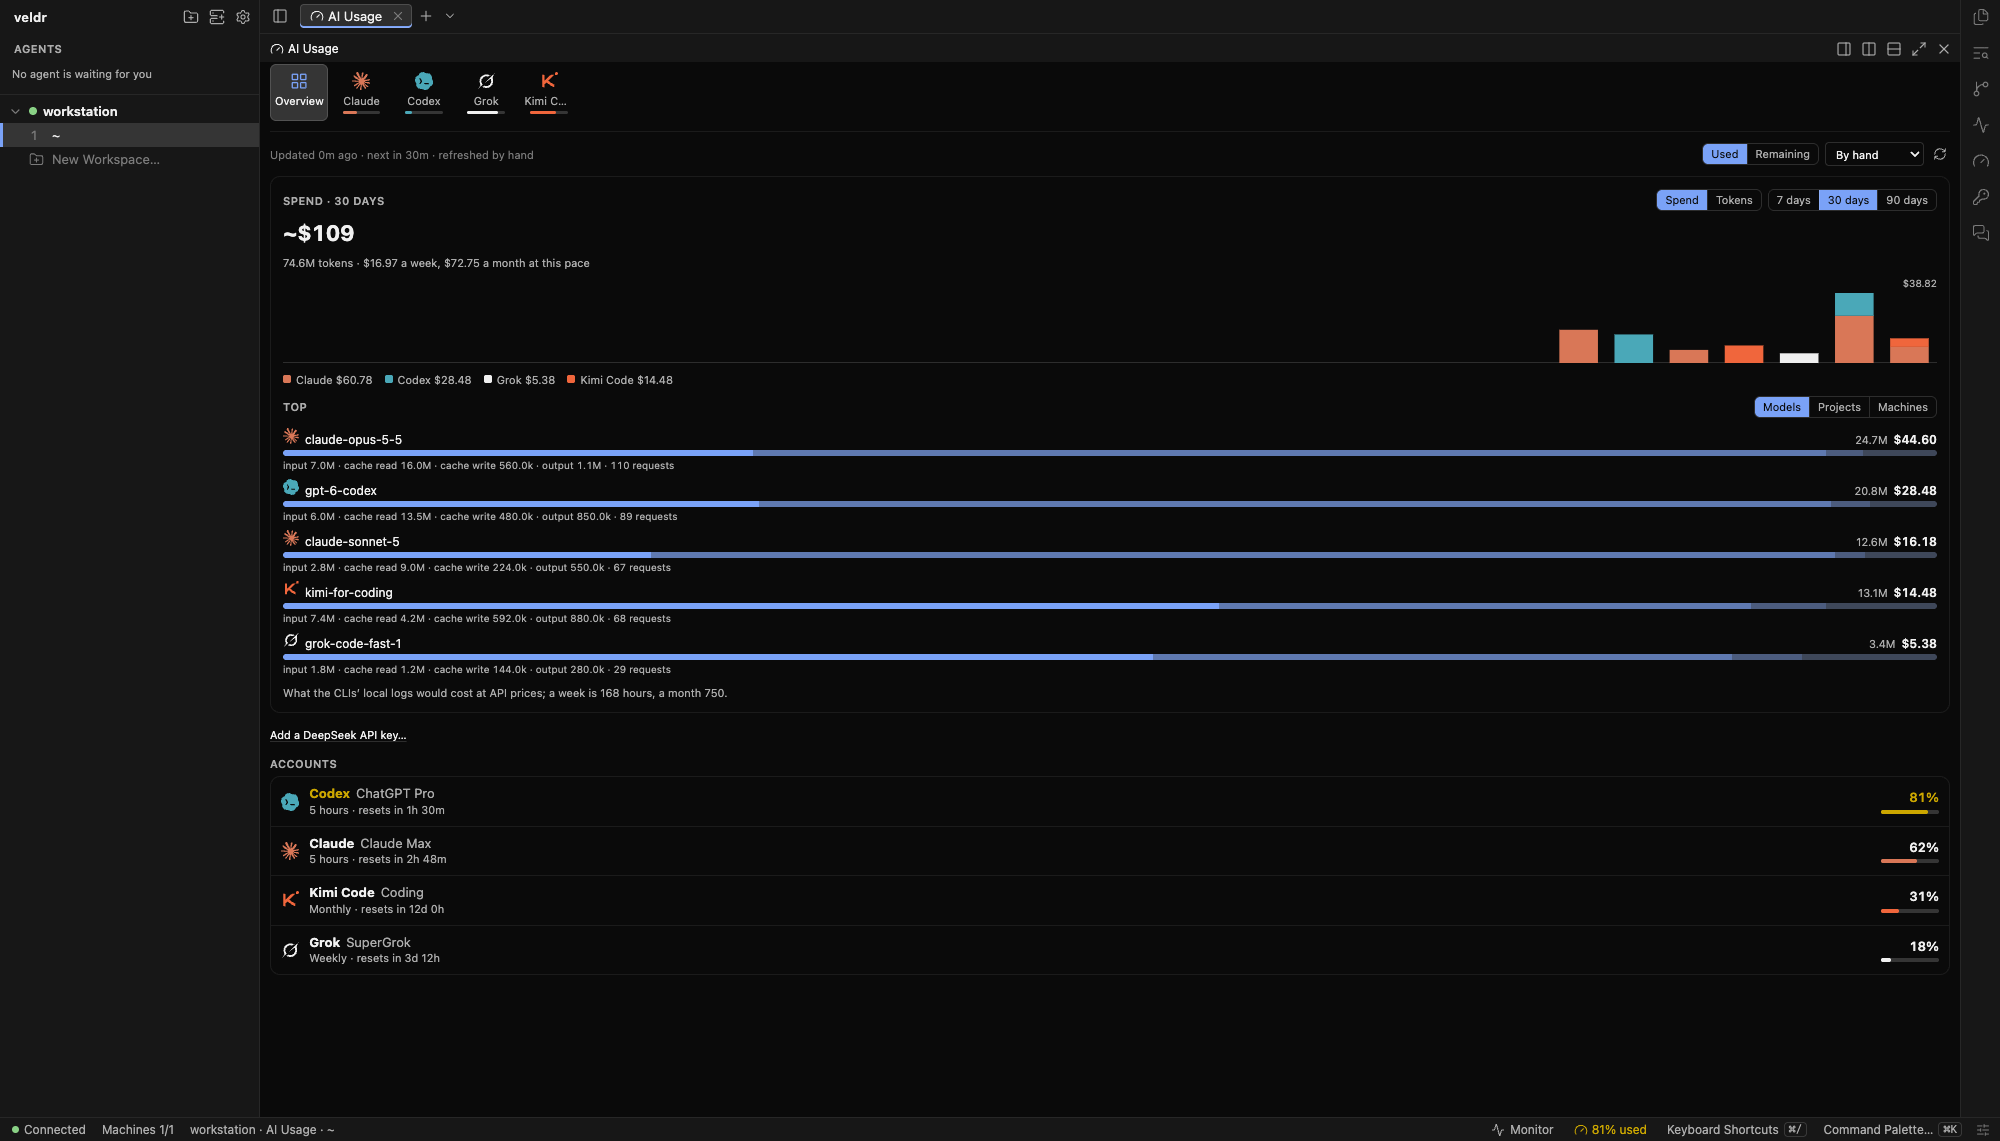 veldr
AI Usage
AGENTS
No agent is waiting for you
workstation
1 ~
New Workspace...
AI Usage
Overview
Claude
Codex
Grok
Kimi C...
Updated 0m ago · next in 30m · refreshed by hand
Used
Remaining
By hand
SPEND · 30 DAYS
Spend
Tokens
7 days
30 days
90 days
~$109
74.6M tokens · $16.97 a week, $72.75 a month at this pace
$38.82
Claude $60.78
Codex $28.48
Grok $5.38
Kimi Code $14.48
TOP
Models
Projects
Machines
claude-opus-5-5
24.7M $44.60
input 7.0M · cache read 16.0M · cache write 560.0k · output 1.1M · 110 requests
gpt-6-codex
20.8M $28.48
input 6.0M · cache read 13.5M · cache write 480.0k · output 850.0k · 89 requests
claude-sonnet-5
12.6M $16.18
input 2.8M · cache read 9.0M · cache write 224.0k · output 550.0k · 67 requests
kimi-for-coding
13.1M $14.48
input 7.4M · cache read 4.2M · cache write 592.0k · output 880.0k · 68 requests
grok-code-fast-1
3.4M $5.38
input 1.8M · cache read 1.2M · cache write 144.0k · output 280.0k · 29 requests
What the CLIs’ local logs would cost at API prices; a week is 168 hours, a month 750.
Add a DeepSeek API key...
ACCOUNTS
Codex ChatGPT Pro
5 hours · resets in 1h 30m
81%
Claude Claude Max
5 hours · resets in 2h 48m
62%
Kimi Code Coding
Monthly · resets in 12d 0h
31%
Grok SuperGrok
Weekly · resets in 3d 12h
18%
Connected
Machines 1/1
workstation · AI Usage · ~
Monitor
81% used
Keyboard Shortcuts ⌘/
Command Palette... ⌘K